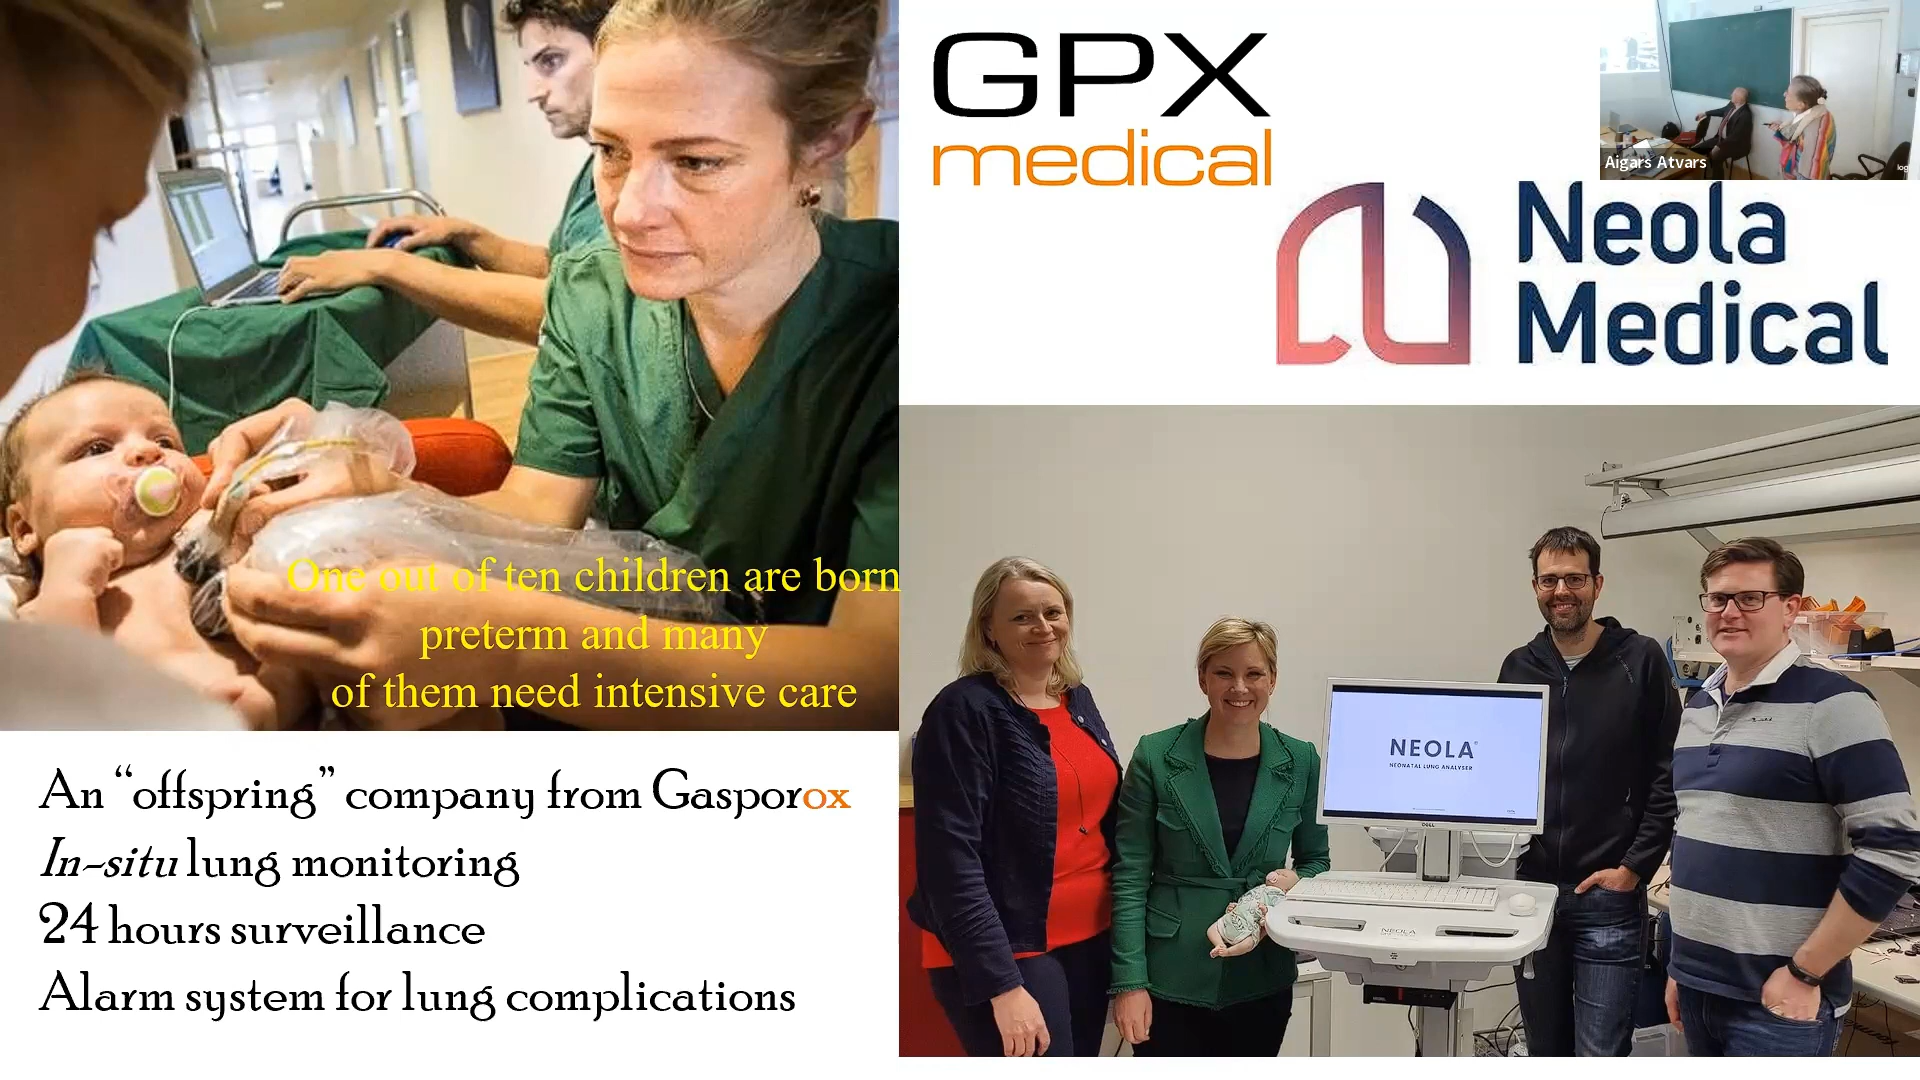 GPX
medical
Aigars Atvars
Neola
Medical
One out of ten children are born
preterm and many
of them need intensive care
An “offspring” company from Gasporox
In-situ lung monitoring
24 hours surveillance
Alarm system for lung complications
NEOLA
NEONATAL LUNG ANALYSER
DELL
NEOLA